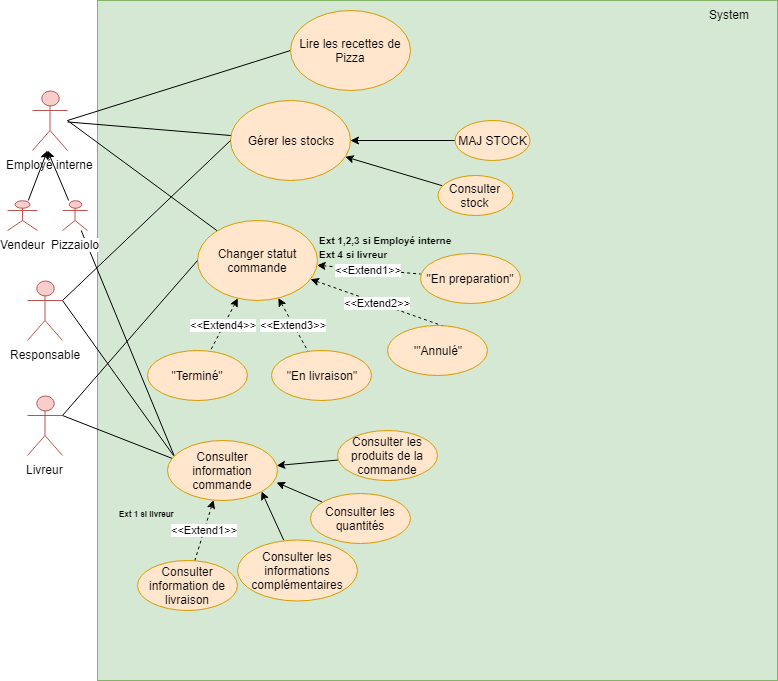 System
Lire les recettes de
Pizza
Employé interne
Gérer les stocks
MAJ STOCK
Consulter
stock
Vendeur
Pizzaiolo
Changer statut
commande
Ext 1,2,3 si Employé interne
Ext 4 si livreur
<<Extend1>>
"En preparation"
<<Extend2>>
<<Extend4>>
<<Extend3>>
Responsable
"Terminé"
"En livraison"
'"Annulé"
Livreur
Consulter
information
commande
Consulter les
produits de la
commande
Consulter les
quantités
Ext 1 si livreur
<<Extend1>>
Consulter
information de
livraison
Consulter les
informations
complémentaires